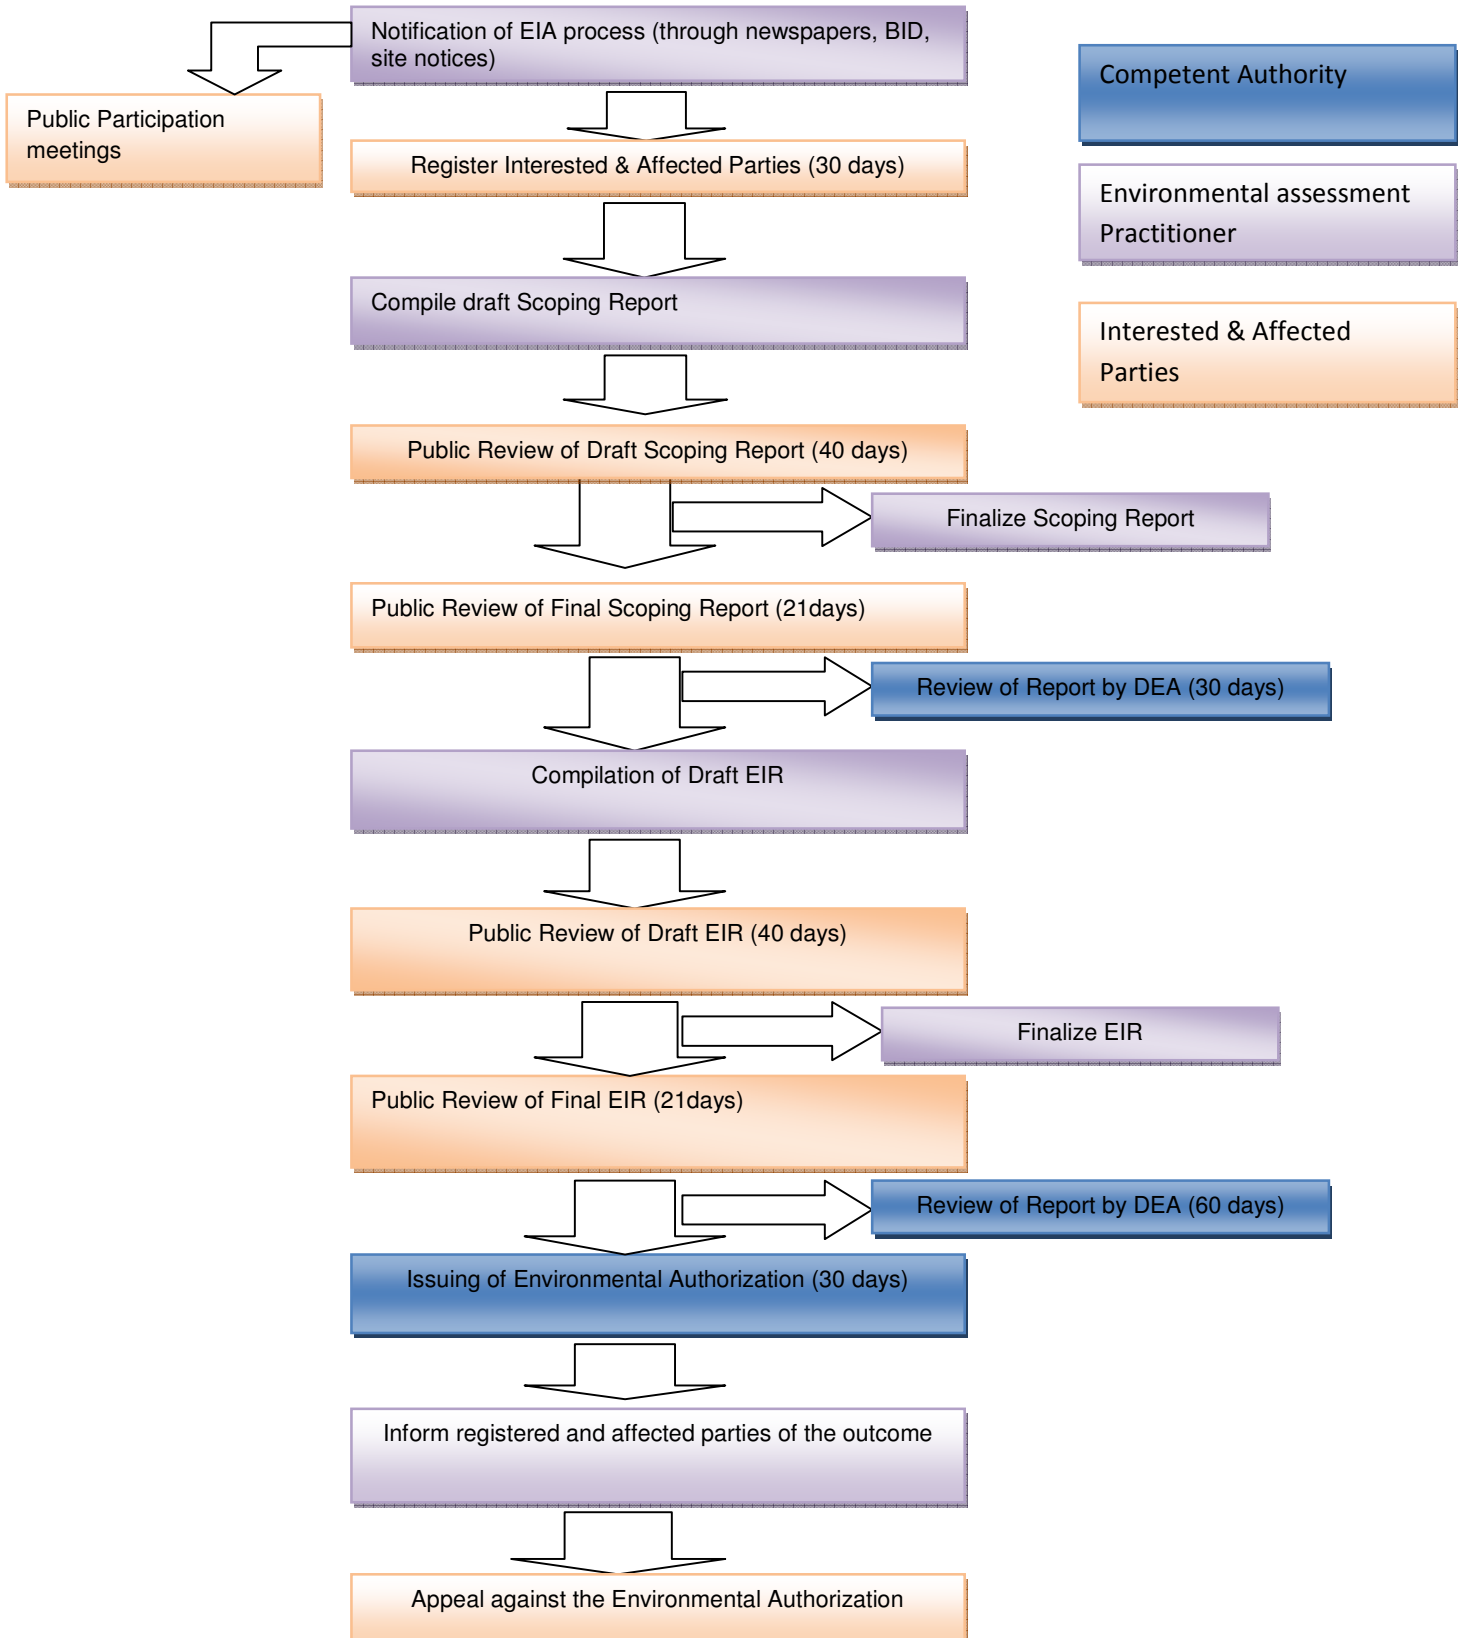 Notification of EIA process (through newspapers, BID,
site notices)
Competent Authority
Public Participation
meetings
Register Interested & Affected Parties (30 days)
Environmental assessment
Practitioner
Compile draft Scoping Report
Interested & Affected
Parties
Public Review of Draft Scoping Report (40 days)
Finalize Scoping Report
Public Review of Final Scoping Report (21days)
Review of Report by DEA (30 days)
Compilation of Draft EIR
Public Review of Draft EIR (40 days)
Finalize EIR
Public Review of Final EIR (21days)
Review of Report by DEA (60 days)
Issuing of Environmental Authorization (30 days)
Inform registered and affected parties of the outcome
Appeal against the Environmental Authorization